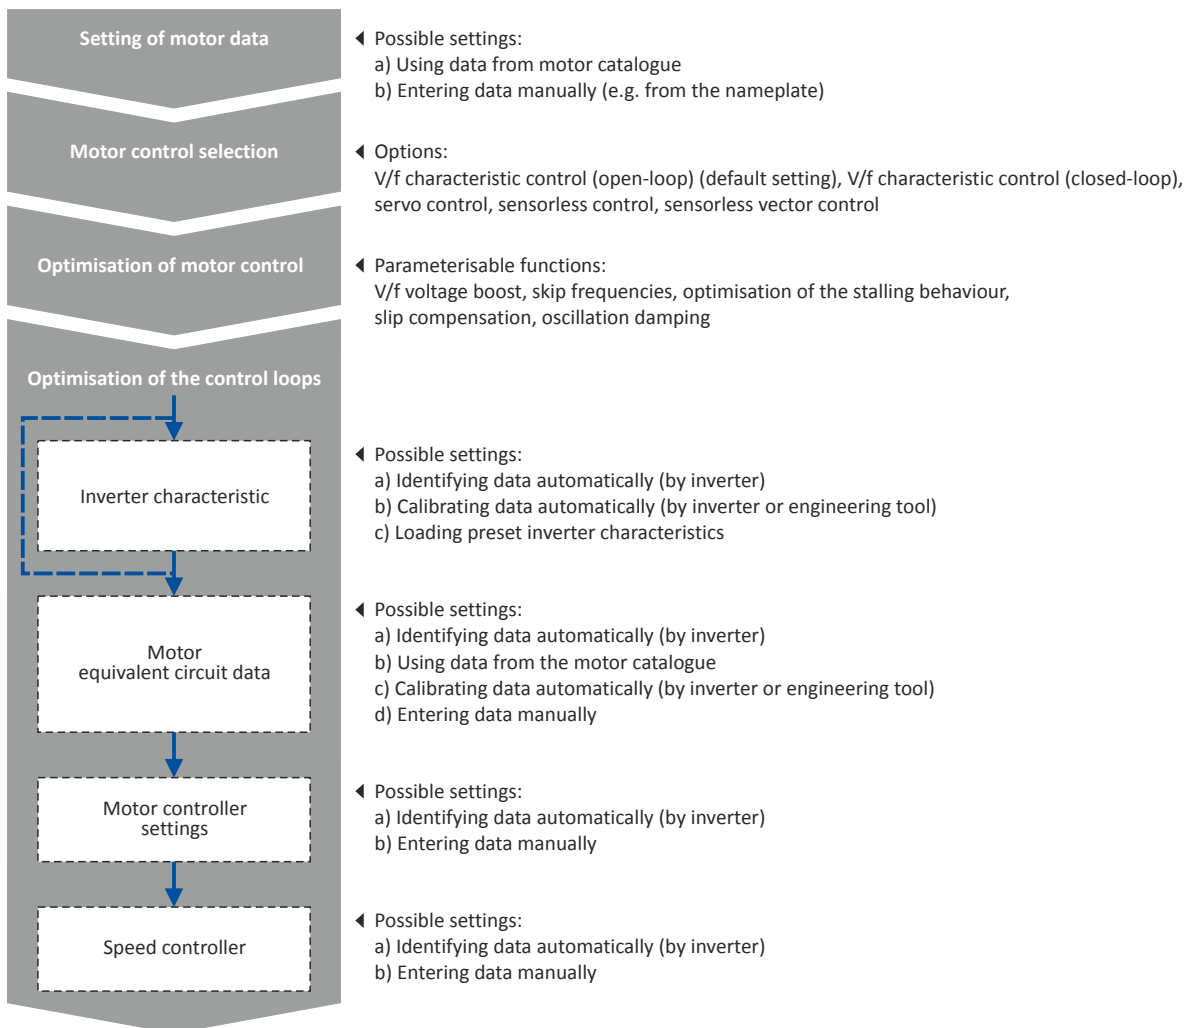 Setting of motor data
Possible settings:
a) Using data from motor catalogue
b) Entering data manually (e.g. from the nameplate)
Motor control selection
Options:
V/f characteristic control (open-loop) (default setting), V/f characteristic control (closed-loop),
servo control, sensorless control, sensorless vector control
Optimisation of motor control
Parameterisable functions:
V/f voltage boost, skip frequencies, optimisation of the stalling behaviour,
slip compensation, oscillation damping
Optimisation of the control loops
Inverter characteristic
Possible settings:
a) Identifying data automatically (by inverter)
b) Calibrating data automatically (by inverter or engineering tool)
c) Loading preset inverter characteristics
Motor
equivalent circuit data
Possible settings:
a) Identifying data automatically (by inverter)
b) Using data from the motor catalogue
c) Calibrating data automatically (by inverter or engineering tool)
d) Entering data manually
Motor controller
settings
Possible settings:
a) Identifying data automatically (by inverter)
b) Entering data manually
Speed controller
Possible settings:
a) Identifying data automatically (by inverter)
b) Entering data manually